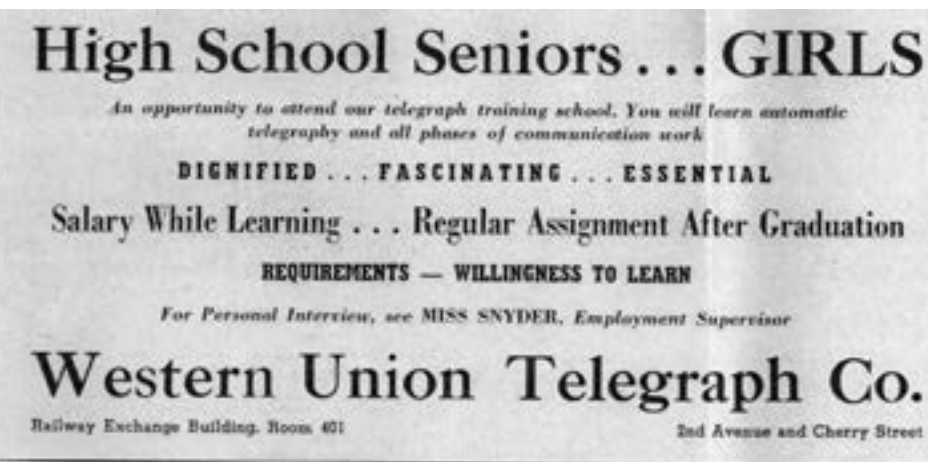 High School Seniors . . . GIRLS
An opportunity to attend our telegraph training school. You will learn automatic
telegraphy and all phases of communication work
DIGNIFIED . . . FASCINATING . . . ESSENTIAL
Salary While Learning . . . Regular Assignment After Graduation
REQUIREMENTS — WILLINGNESS TO LEARN
For Personal Interview, see MISS SNYDER, Employment Supervisor
Western Union Telegraph Co.
Railway Exchange Building, Room 401 2nd Avenue and Cherry Street